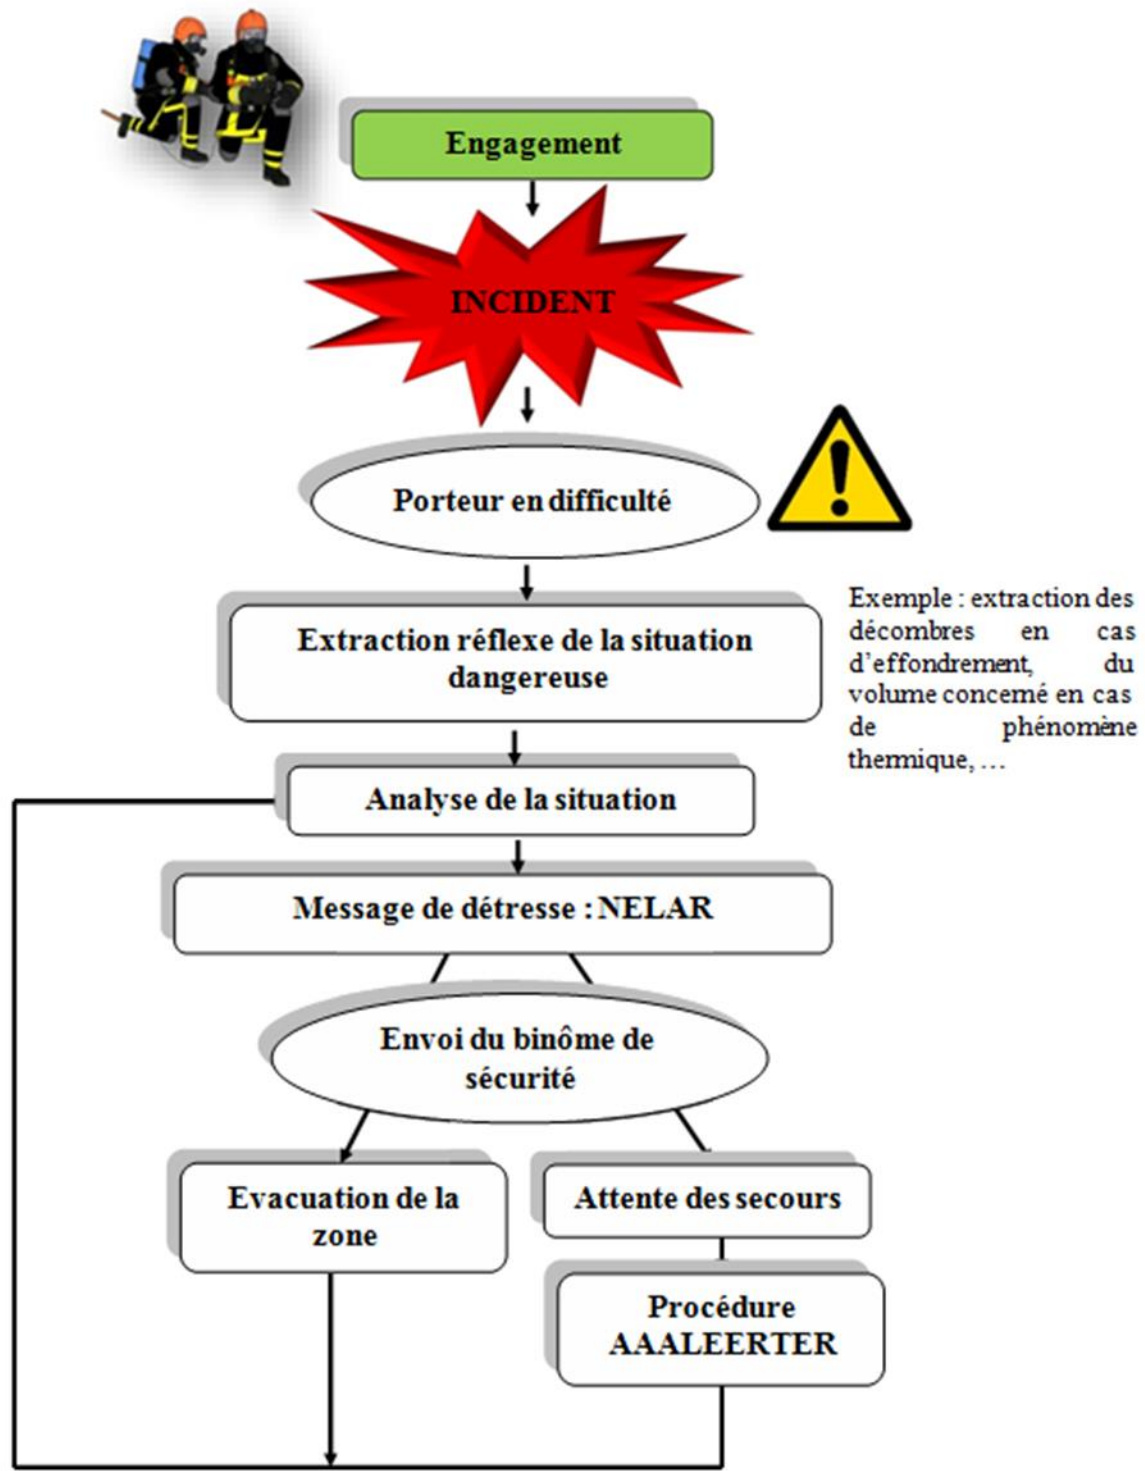 Engagement
INCIDENT
Porteur en difficulté
Extraction réflexe de la situation
dangereuse
Exemple : extraction des
décombres en cas
d'effondrement, du
volume concerné en cas
de phénomène
thermique, …
Analyse de la situation
Message de détresse : NELAR
Envoi du binôme de
sécurité
Evacuation de la
zone
Attente des secours
Procédure
AAALEERTER